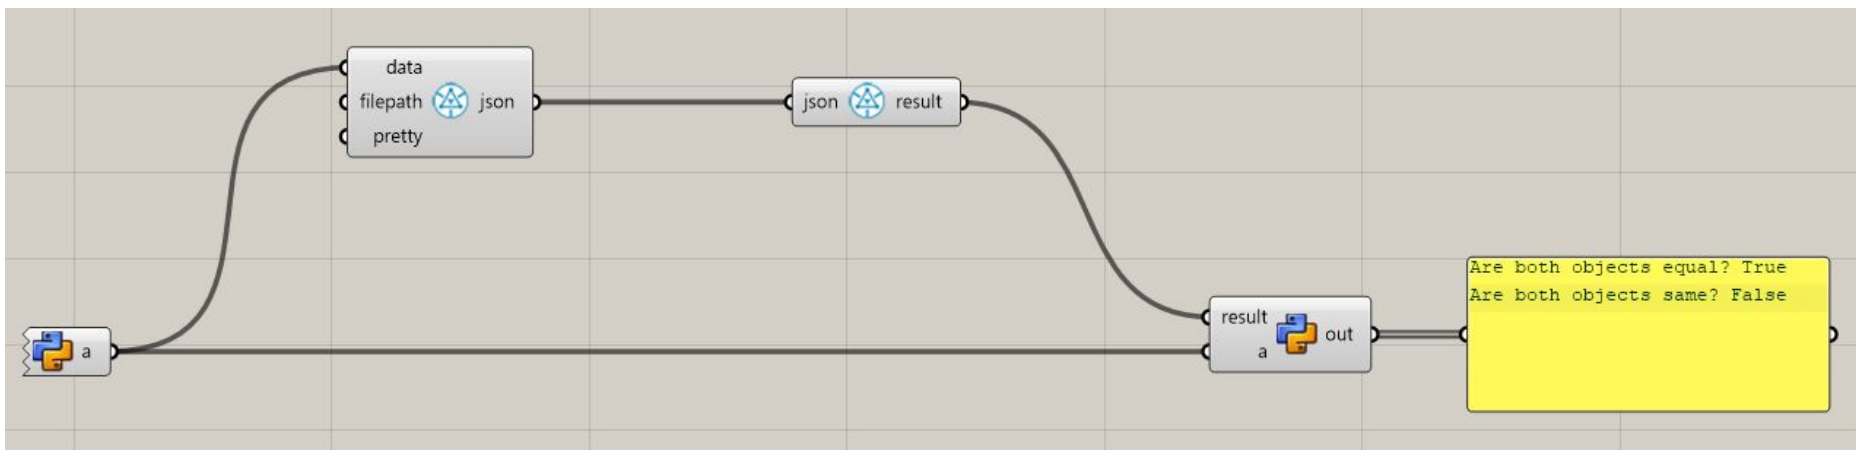 data
filepath
json
pretty
json
result
a
result
a
out
Are both objects equal? True
Are both objects same? False